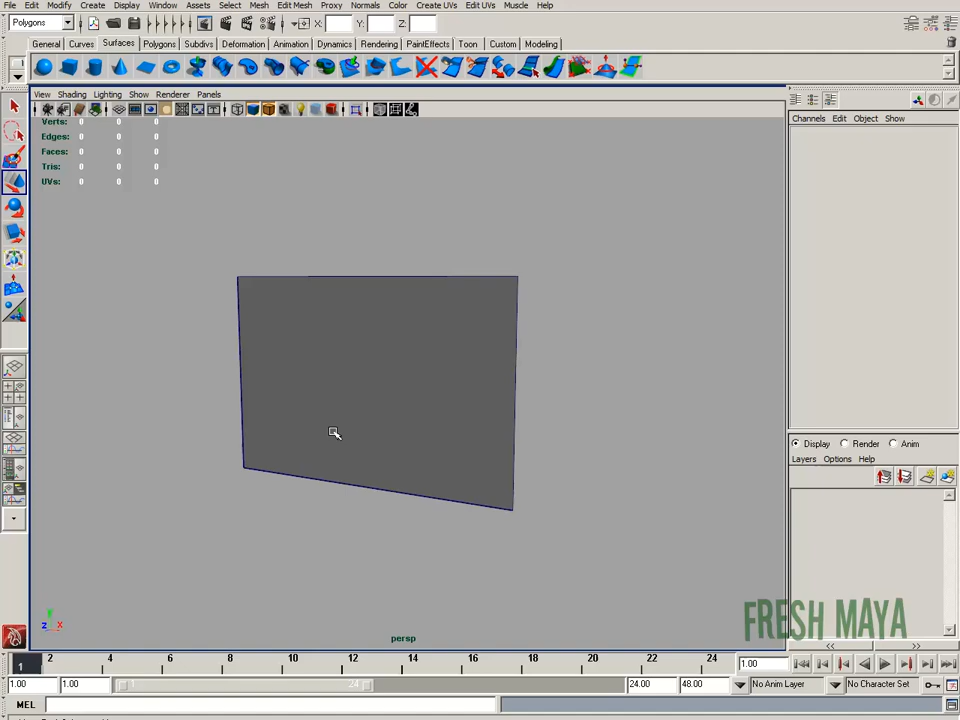 File Edit Modify Create Display Window Assets Select Mesh Edit Mesh Proxy Normals Color Create UVs Edit UVs Muscle Help
Polygons X: Y: Z:
General Curves Surfaces Polygons Subdivs Deformation Animation Dynamics Rendering PaintEffects Toon Custom Modeling
View Shading Lighting Show Renderer Panels
Channels Edit Object Show
Verts: 0 0 0
Edges: 0 0 0
Faces: 0 0 0
Tris: 0 0 0
UVs: 0 0 0
Display Render Anim
Layers Options Help
FRESH MAYA
persp
1 2 4 6 8 10 12 14 16 18 20 22 24 1.00
1.00 1.00 24 24.00 48.00 No Anim Layer No Character Set
MEL